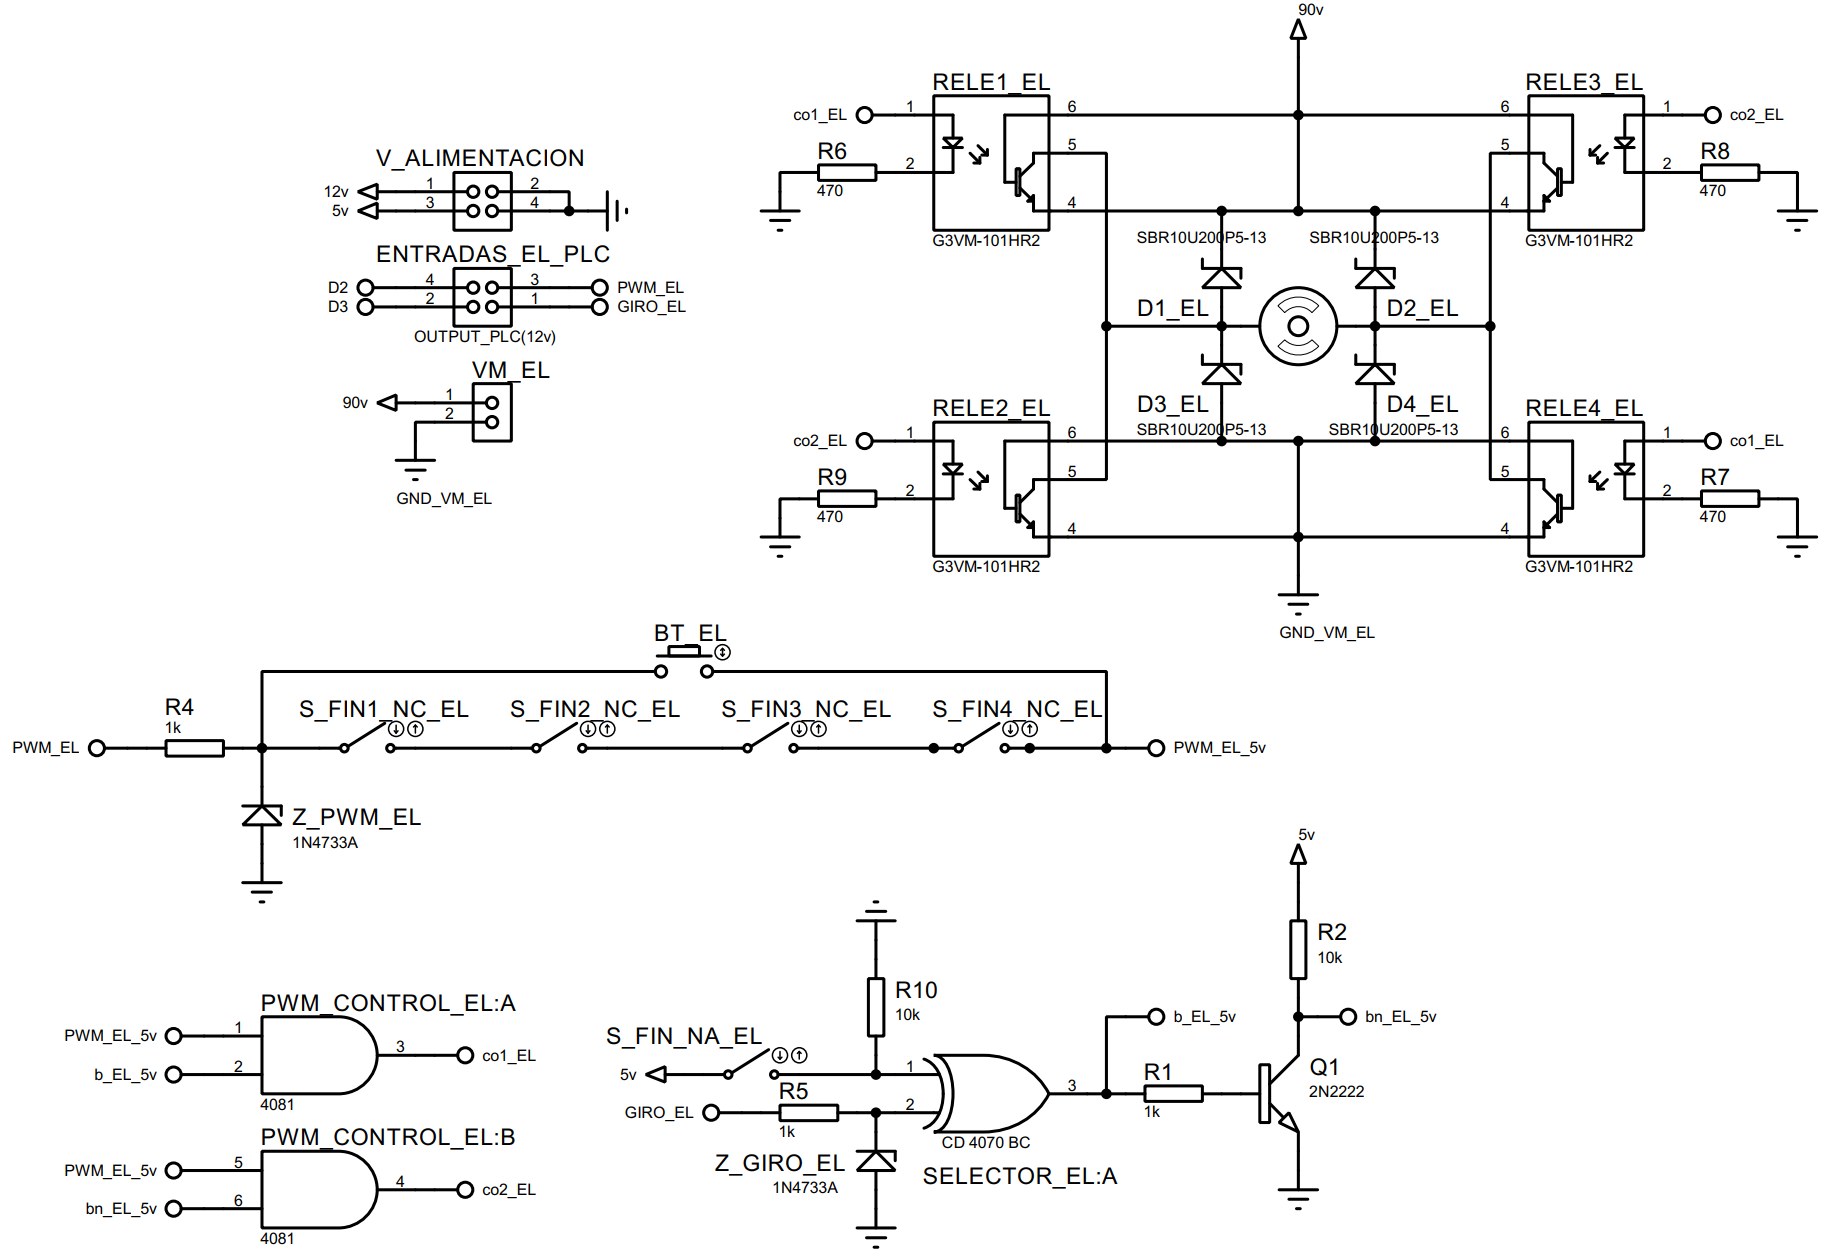 V_ALIMENTACION
12v 1 2
5v 3 4
ENTRADAS_EL_PLC
D2 4 3 PWM_EL
D3 2 1 GIRO_EL
OUTPUT_PLC(12v)
VM_EL
90v 1
2
GND_VM_EL
90v
RELE1_EL
co1_EL 1 6
5
R6 2
470
4
G3VM-101HR2
RELE3_EL
6 1 co2_EL
5
2 R8
470
4
G3VM-101HR2
SBR10U200P5-13
SBR10U200P5-13
D1_EL
D2_EL
D3_EL
D4_EL
SBR10U200P5-13
SBR10U200P5-13
RELE2_EL
co2_EL 1 6
5
R9 2
470
4
G3VM-101HR2
RELE4_EL
6 1 co1_EL
5
2 R7
470
4
G3VM-101HR2
GND_VM_EL
BT_EL
R4
1k
S_FIN1_NC_EL
S_FIN2_NC_EL
S_FIN3_NC_EL
S_FIN4_NC_EL
PWM_EL
PWM_EL_5v
Z_PWM_EL
1N4733A
PWM_CONTROL_EL:A
PWM_EL_5v 1
3 co1_EL
b_EL_5v 2
4081
PWM_CONTROL_EL:B
PWM_EL_5v 5
4 co2_EL
bn_EL_5v 6
4081
R10
10k
S_FIN_NA_EL
5v 1
R5
GIRO_EL 2
1k
3
CD 4070 BC
SELECTOR_EL:A
Z_GIRO_EL
1N4733A
b_EL_5v
R1
1k
5v
R2
10k
bn_EL_5v
Q1
2N2222